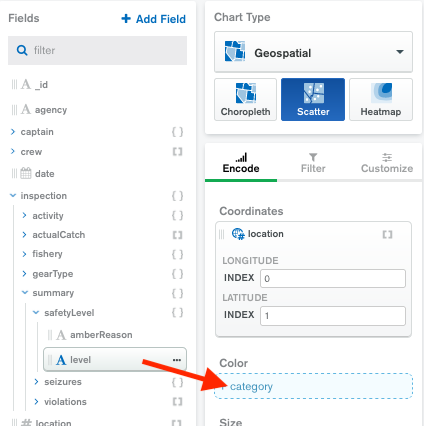 Fields
+ Add Field
filter
A _id
A agency
captain { }
crew [ ]
date
inspection { }
activity { }
actualCatch [ ]
fishery { }
gearType { }
summary { }
safetyLevel { }
A amberReason
A level ...
seizures { }
violations [ ]
# location
Chart Type
Geospatial
Choropleth
Scatter
Heatmap
Encode
Filter
Customize
Coordinates
location [ ]
LONGITUDE
INDEX 0
LATITUDE
INDEX 1
Color
+ category
Size